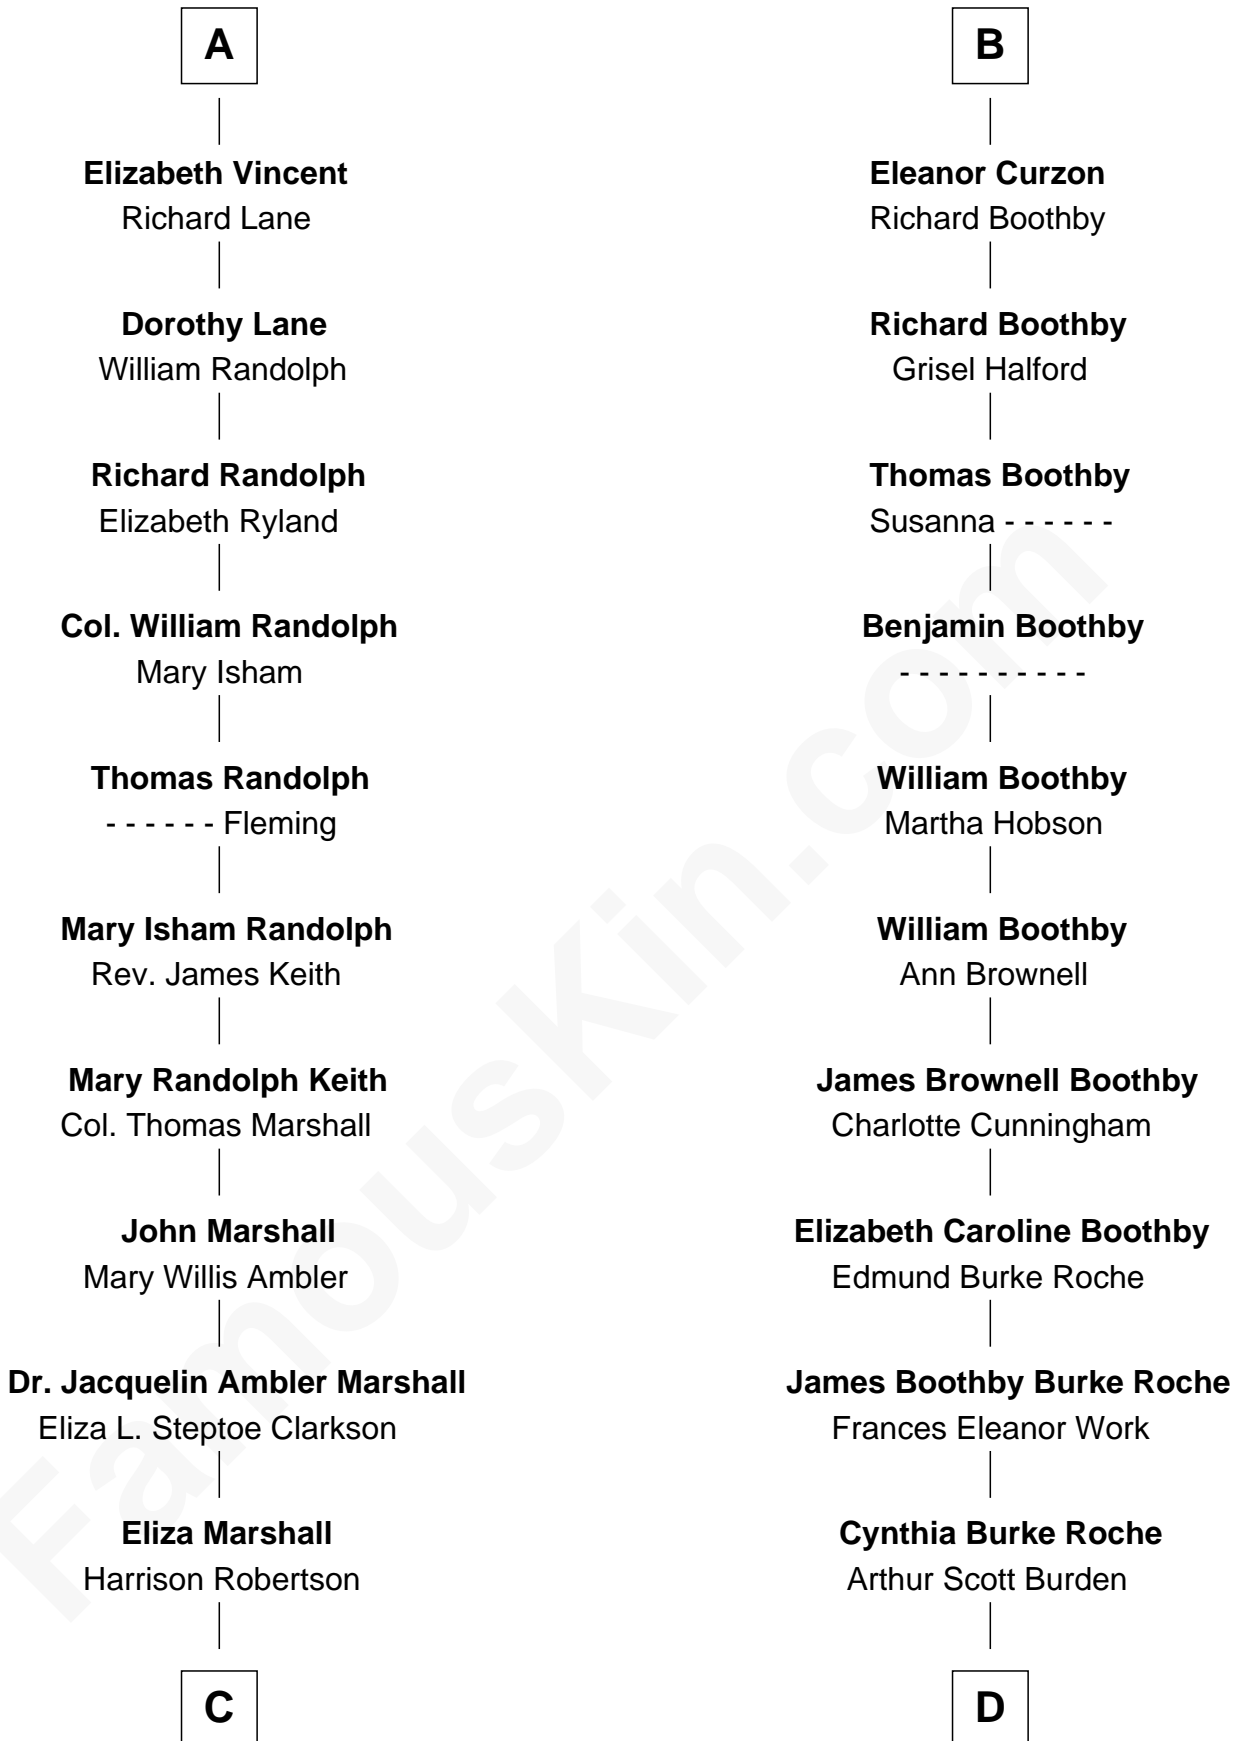 A
Elizabeth Vincent
Richard Lane
Dorothy Lane
William Randolph
Richard Randolph
Elizabeth Ryland
Col. William Randolph
Mary Isham
Thomas Randolph
- - - - - - Fleming
Mary Isham Randolph
Rev. James Keith
Mary Randolph Keith
Col. Thomas Marshall
John Marshall
Mary Willis Ambler
Dr. Jacquelin Ambler Marshall
Eliza L. Steptoe Clarkson
Eliza Marshall
Harrison Robertson
C
B
Eleanor Curzon
Richard Boothby
Richard Boothby
Grisel Halford
Thomas Boothby
Susanna - - - - - -
Benjamin Boothby
- - - - - - - - - -
William Boothby
Martha Hobson
William Boothby
Ann Brownell
James Brownell Boothby
Charlotte Cunningham
Elizabeth Caroline Boothby
Edmund Burke Roche
James Boothby Burke Roche
Frances Eleanor Work
Cynthia Burke Roche
Arthur Scott Burden
D
FamousKin.com